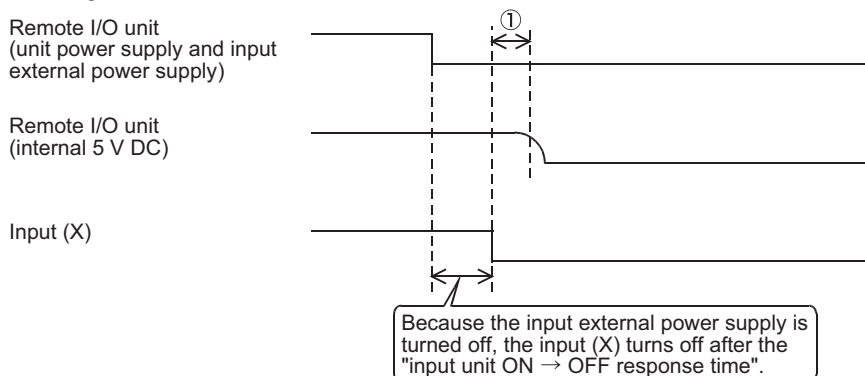 Remote I/O unit
(unit power supply and input
external power supply)
①
Remote I/O unit
(internal 5 V DC)
Input (X)
Because the input external power supply is
turned off, the input (X) turns off after the
"input unit ON → OFF response time".